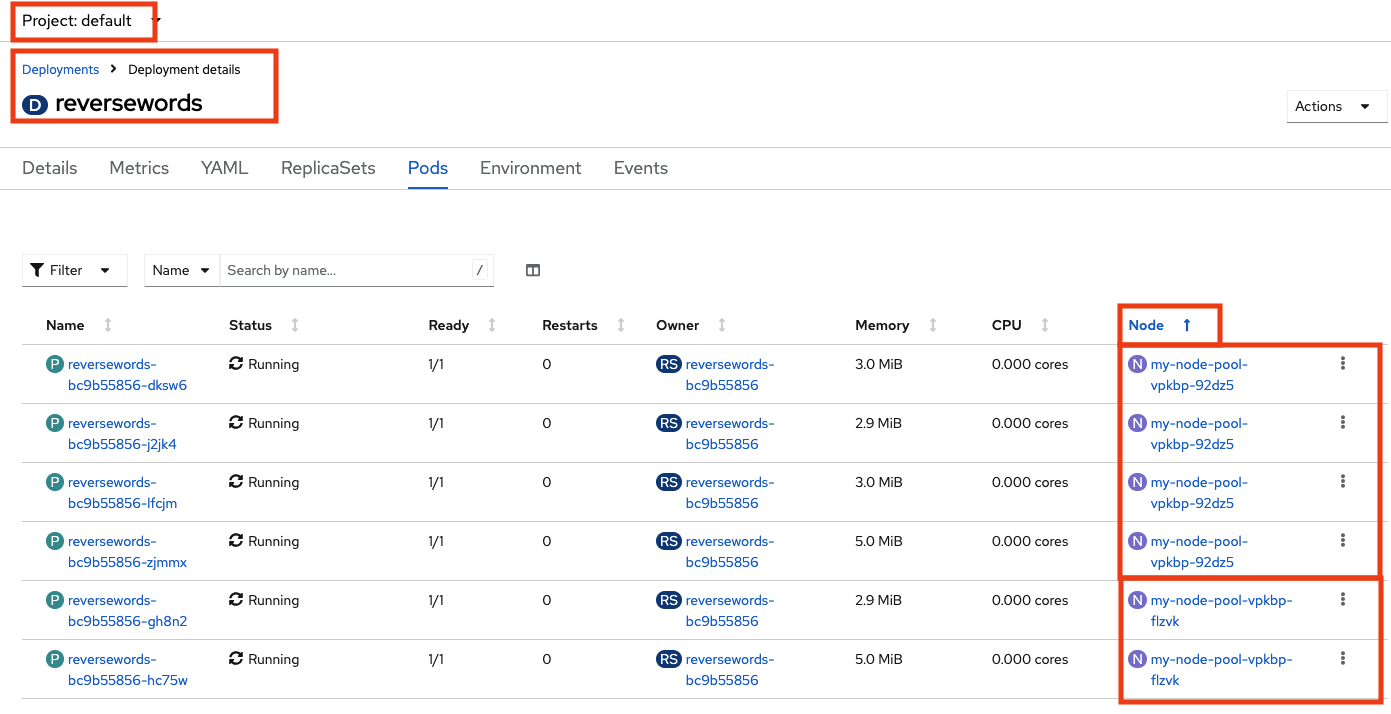 Project: default
Deployments > Deployment details
D reversewords
Actions
Details Metrics YAML ReplicaSets Pods Environment Events
Filter Name Search by name... /
Name Status Ready Restarts Owner Memory CPU Node
P reversewords- Running 1/1 0 RS reversewords- 3.0 MiB 0.000 cores N my-node-pool-
bc9b55856-dksw6 bc9b55856 vpkbp-92dz5
P reversewords- Running 1/1 0 RS reversewords- 2.9 MiB 0.000 cores N my-node-pool-
bc9b55856-j2jk4 bc9b55856 vpkbp-92dz5
P reversewords- Running 1/1 0 RS reversewords- 3.0 MiB 0.000 cores N my-node-pool-
bc9b55856-lfcjm bc9b55856 vpkbp-92dz5
P reversewords- Running 1/1 0 RS reversewords- 5.0 MiB 0.000 cores N my-node-pool-
bc9b55856-zjmmx bc9b55856 vpkbp-92dz5
P reversewords- Running 1/1 0 RS reversewords- 2.9 MiB 0.000 cores N my-node-pool-vpkbp-
bc9b55856-gh8n2 bc9b55856 flzvk
P reversewords- Running 1/1 0 RS reversewords- 5.0 MiB 0.000 cores N my-node-pool-vpkbp-
bc9b55856-hc75w bc9b55856 flzvk